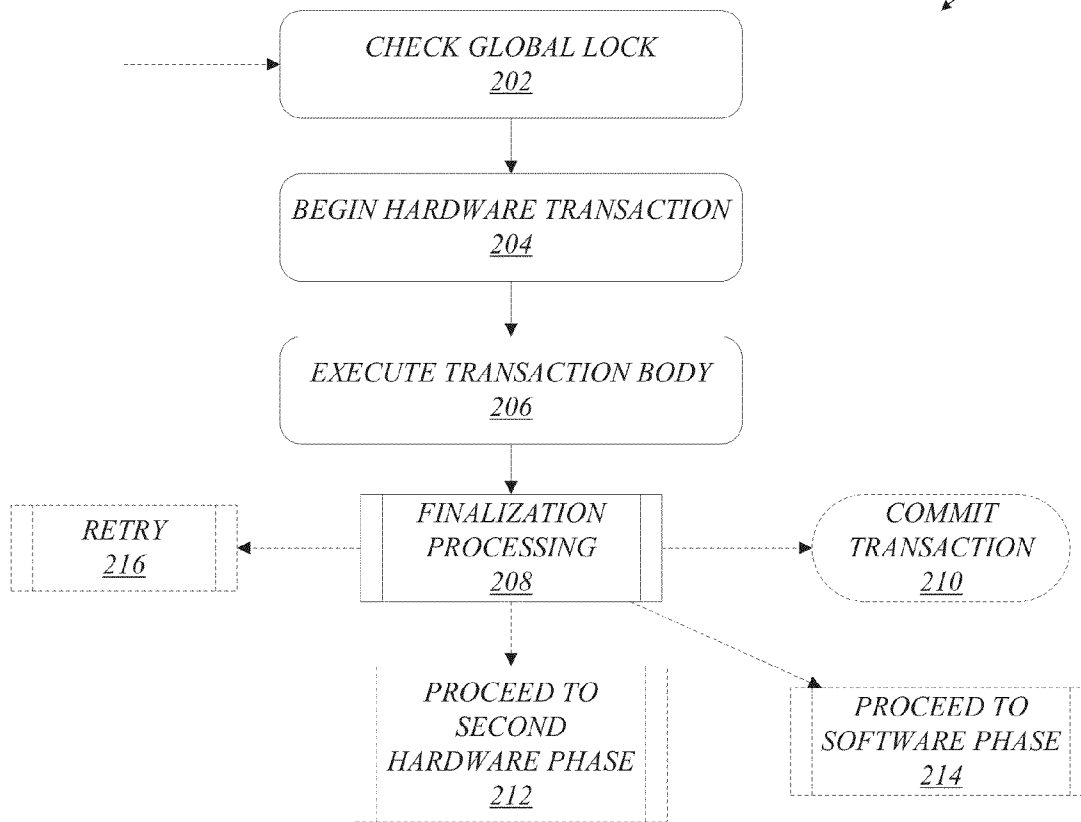 CHECK GLOBAL LOCK
202
BEGIN HARDWARE TRANSACTION
204
EXECUTE TRANSACTION BODY
206
RETRY
216
FINALIZATION
PROCESSING
208
COMMIT
TRANSACTION
210
PROCEED TO
SECOND
HARDWARE PHASE
212
PROCEED TO
SOFTWARE PHASE
214